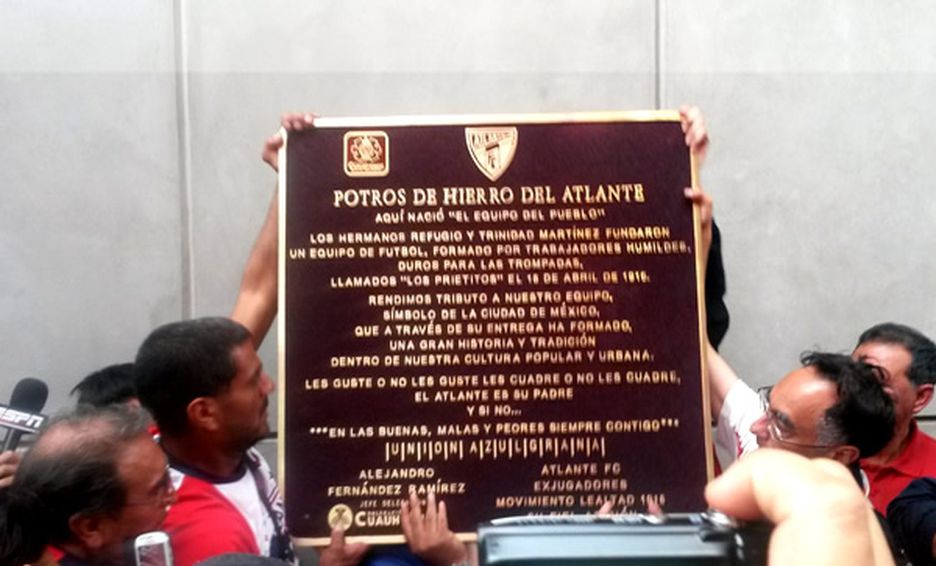 ATLANTE
POTROS DE HIERRO DEL ATLANTE
AQUÍ NACIÓ "EL EQUIPO DEL PUEBLO"
LOS HERMANOS REFUGIO Y TRINIDAD MARTÍNEZ FUNDARON
UN EQUIPO DE FUTBOL, FORMADO POR TRABAJADORES HUMILDES,
DUROS PARA LAS TROMPADAS,
LLAMADOS "LOS PRIETITOS" EL 18 DE ABRIL DE 1916.
RENDIMOS TRIBUTO A NUESTRO EQUIPO,
SÍMBOLO DE LA CIUDAD DE MÉXICO,
QUE A TRAVÉS DE SU ENTREGA HA FORMADO,
UNA GRAN HISTORIA Y TRADICIÓN
DENTRO DE NUESTRA CULTURA POPULAR Y URBANA.
LES GUSTE O NO LES GUSTE LES CUADRE O NO LES CUADRE,
EL ATLANTE ES SU PADRE
Y SI NO...
***EN LAS BUENAS, MALAS Y PEORES SIEMPRE CONTIGO***
|U|N|I|O|N| |A|Z|U|L|G|R|A|N|A|
ALEJANDRO
FERNÁNDEZ RAMÍREZ
JEFE
CUAUH
ATLANTE FC
EXJUGADORES
MOVIMIENTO LEALTAD 1916
ESPN